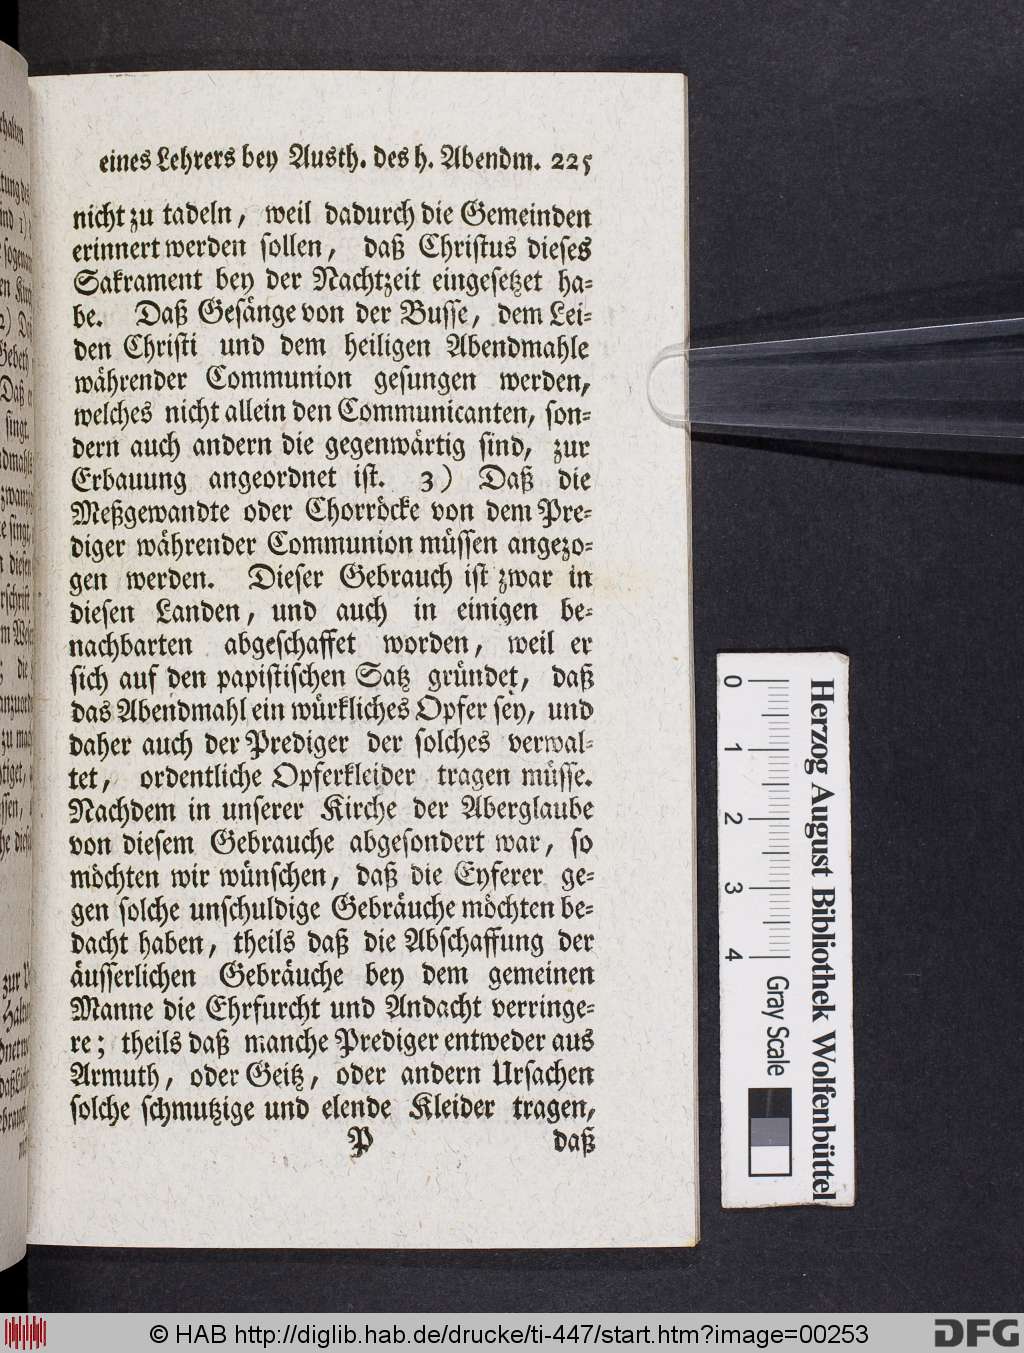 eines Lehrers bey Austh. des h. Abendm. 225
nicht zu tadeln, weil dadurch die Gemeinden
erinnert werden sollen, daß Christus dieses
Sakrament bey der Nachtzeit eingesetzet ha-
be. Daß Gesänge von der Busse, dem Lei-
den Christi und dem heiligen Abendmahle
währender Communion gesungen werden,
welches nicht allein den Communicanten, son-
dern auch andern die gegenwärtig sind, zur
Erbauung angeordnet ist. 3) Daß die
Meßgewandte oder Chorröcke von dem Pre-
diger währender Communion müssen angezo-
gen werden. Dieser Gebrauch ist zwar in
diesen Landen, und auch in einigen be-
nachbarten abgeschaffet worden, weil er
sich auf den papistischen Satz gründet, daß
das Abendmahl ein würkliches Opfer sey, und
daher auch der Prediger der solches verwal-
tet, ordentliche Opferkleider tragen müsse.
Nachdem in unserer Kirche der Aberglaube
von diesem Gebrauche abgesondert war, so
möchten wir wünschen, daß die Eyferer ge-
gen solche unschuldige Gebräuche möchten be-
dacht haben, theils daß die Abschaffung der
äusserlichen Gebräuche bey dem gemeinen
Manne die Ehrfurcht und Andacht verringe-
re; theils daß manche Prediger entweder aus
Armuth, oder Geitz, oder andern Ursachen
solche schmutzige und elende Kleider tragen,
P daß
0 1 2 3 4 Gray Scale
Herzog August Bibliothek Wolfenbüttel
© HAB http://diglib.hab.de/drucke/ti-447/start.htm?image=00253
DFG